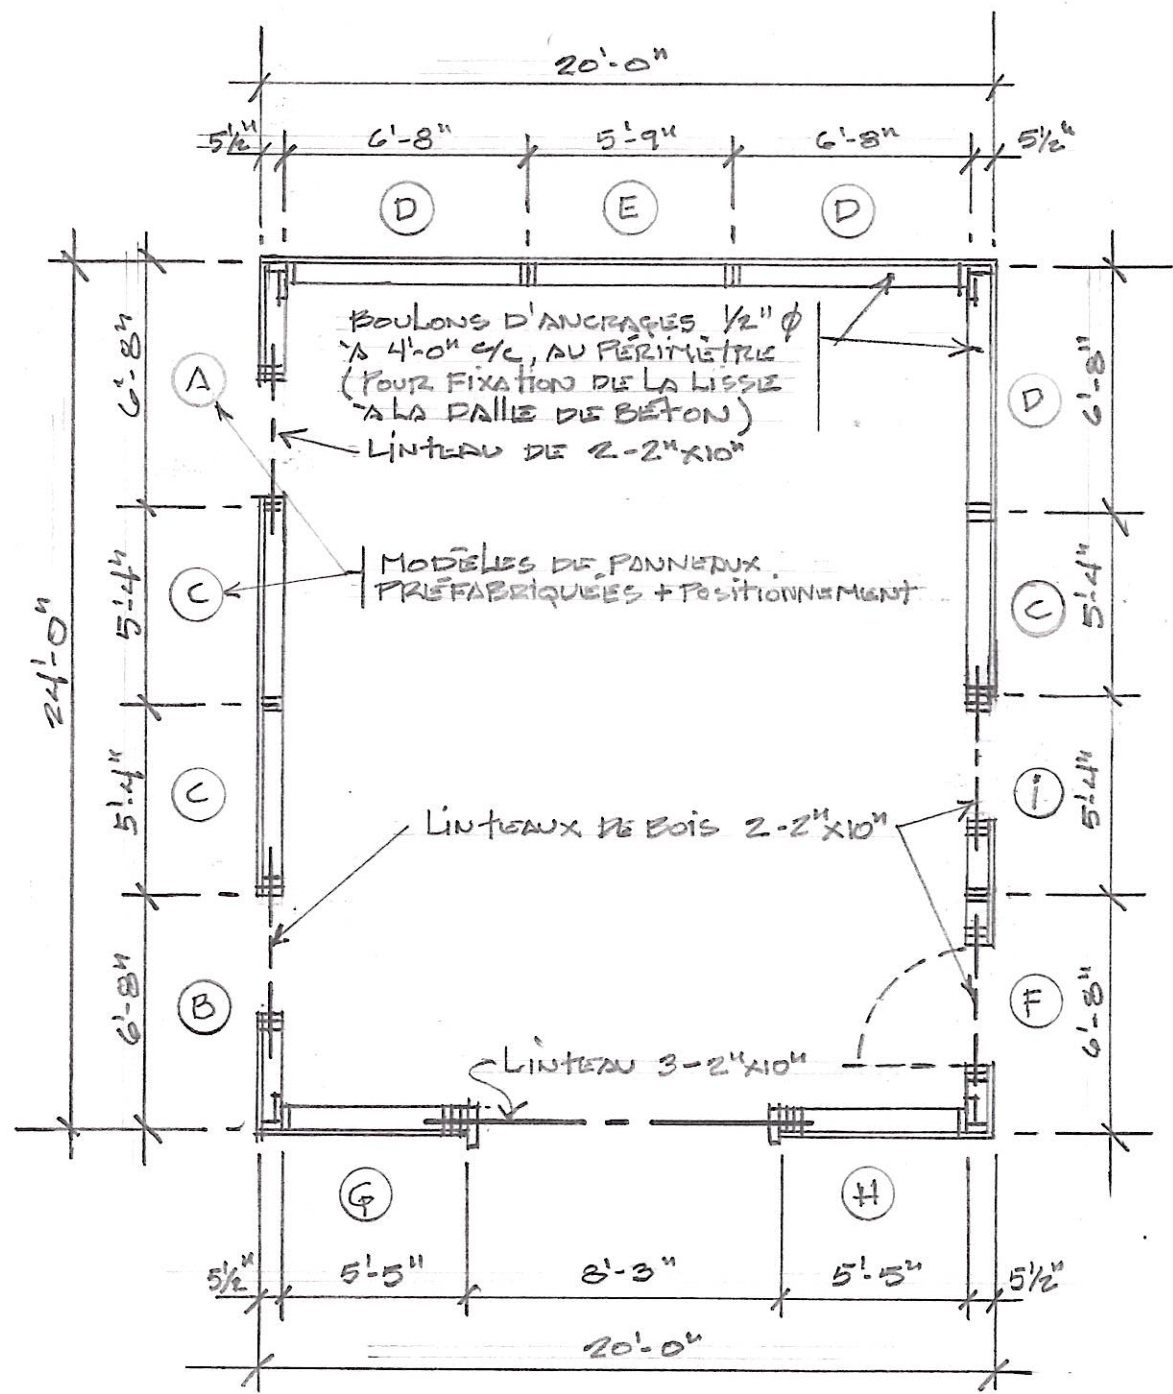 20'-0"
5½" 6'-8" 5'-9" 6'-8" 5½"
D E D
BOULONS D'ANCRAGES 1/2" φ
À 4'-0" c/c, AU PÉRIMÈTRE
(POUR FIXATION DE LA LISSE
À LA DALLE DE BÉTON)
LINTEAU DE 2-2"x10"
6'-8"
A
D
6'-8"
MODÈLES DE PANNEAUX
PRÉFABRIQUÉES + POSITIONNEMENT
24'-0"
5'-4"
C
C
5'-4"
5'-4"
C
LINTEAUX DE BOIS 2-2"x10"
I
5'-4"
6'-8"
B
F
6'-8"
LINTEAU 3-2"x10"
G H
5½" 5'-5" 8'-3" 5'-5" 5½"
20'-0"